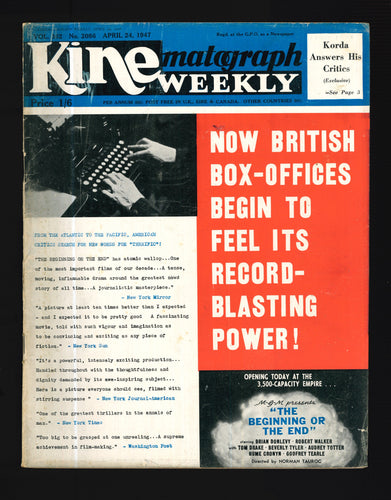 VOL. No. 2086 APRIL 24, 1947 Regd. at the G.P.O. as a Newspaper
Kinematograph
WEEKLY
Korda
Answers His
Critics
(Exclusive)
—See Page 3
Price 1/6
PER ANNUM POST FREE IN U.K. & CANADA. OTHER COUNTRIES
NOW BRITISH
BOX-OFFICES
BEGIN TO
FEEL ITS
RECORD-
BLASTING
POWER!
FROM THE ATLANTIC TO THE PACIFIC, AMERICAN
CRITICS SEARCH FOR NEW WORDS FOR "TERRIFIC"!
"THE BEGINNING OR THE END" has atomic wallop...One
of the most important films of our decade...A tense,
moving, inflammable drama around the greatest news
story of all time...A journalistic masterpiece."
- New York Mirror
"A picture at least ten times better than I expected
- and I expected it to be pretty good. A fascinating
movie, told with such vigour and imagination as
to be convincing and exciting as any piece of
fiction." - New York Sun
"It's a powerful, intensely exciting production...
Handled throughout with the thoughtfulness and
dignity demanded by its awe-inspiring subject...
Here is a picture everyone should see, filmed with
stirring suspense" - New York Journal-American
"One of the greatest thrillers in the annals of
man." - New York Times
"Too big to be grasped at one unreeling...A supreme
achievement in film-making." - Washington Post
OPENING TODAY AT THE
3,500-CAPACITY EMPIRE . . .
M-G-M presents
"THE
BEGINNING OR
THE END"
starring BRIAN DONLEVY · ROBERT WALKER
with TOM DRAKE · BEVERLY TYLER · AUDREY TOTTER
HUME CRONYN · GODFREY TEARLE
Directed by NORMAN TAUROG